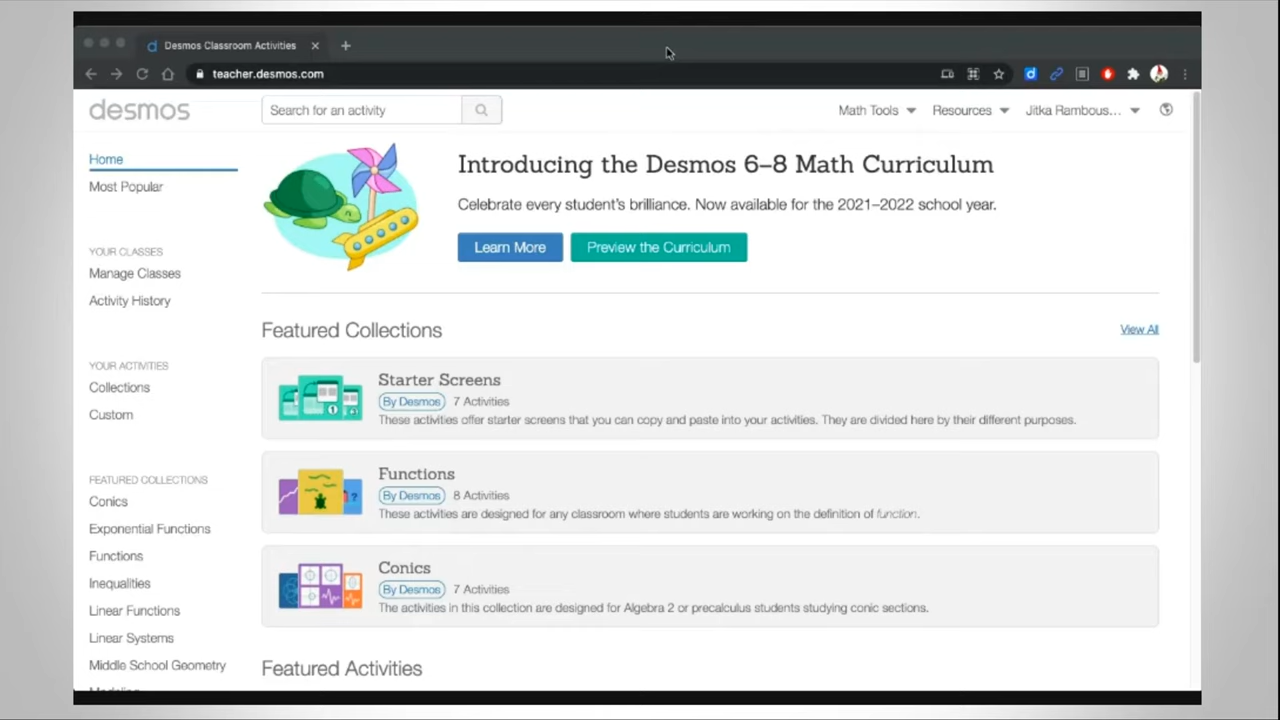 Desmos Classroom Activities
teacher.desmos.com
desmos
Search for an activity
Math Tools
Resources
Jitka Rambous...
Home
Most Popular
YOUR CLASSES
Manage Classes
Activity History
YOUR ACTIVITIES
Collections
Custom
FEATURED COLLECTIONS
Conics
Exponential Functions
Functions
Inequalities
Linear Functions
Linear Systems
Middle School Geometry
Introducing the Desmos 6–8 Math Curriculum
Celebrate every student's brilliance. Now available for the 2021–2022 school year.
Learn More
Preview the Curriculum
Featured Collections
View All
Starter Screens
By Desmos 7 Activities
These activities offer starter screens that you can copy and paste into your activities. They are divided here by their different purposes.
Functions
By Desmos 8 Activities
These activities are designed for any classroom where students are working on the definition of function.
Conics
By Desmos 7 Activities
The activities in this collection are designed for Algebra 2 or precalculus students studying conic sections.
Featured Activities